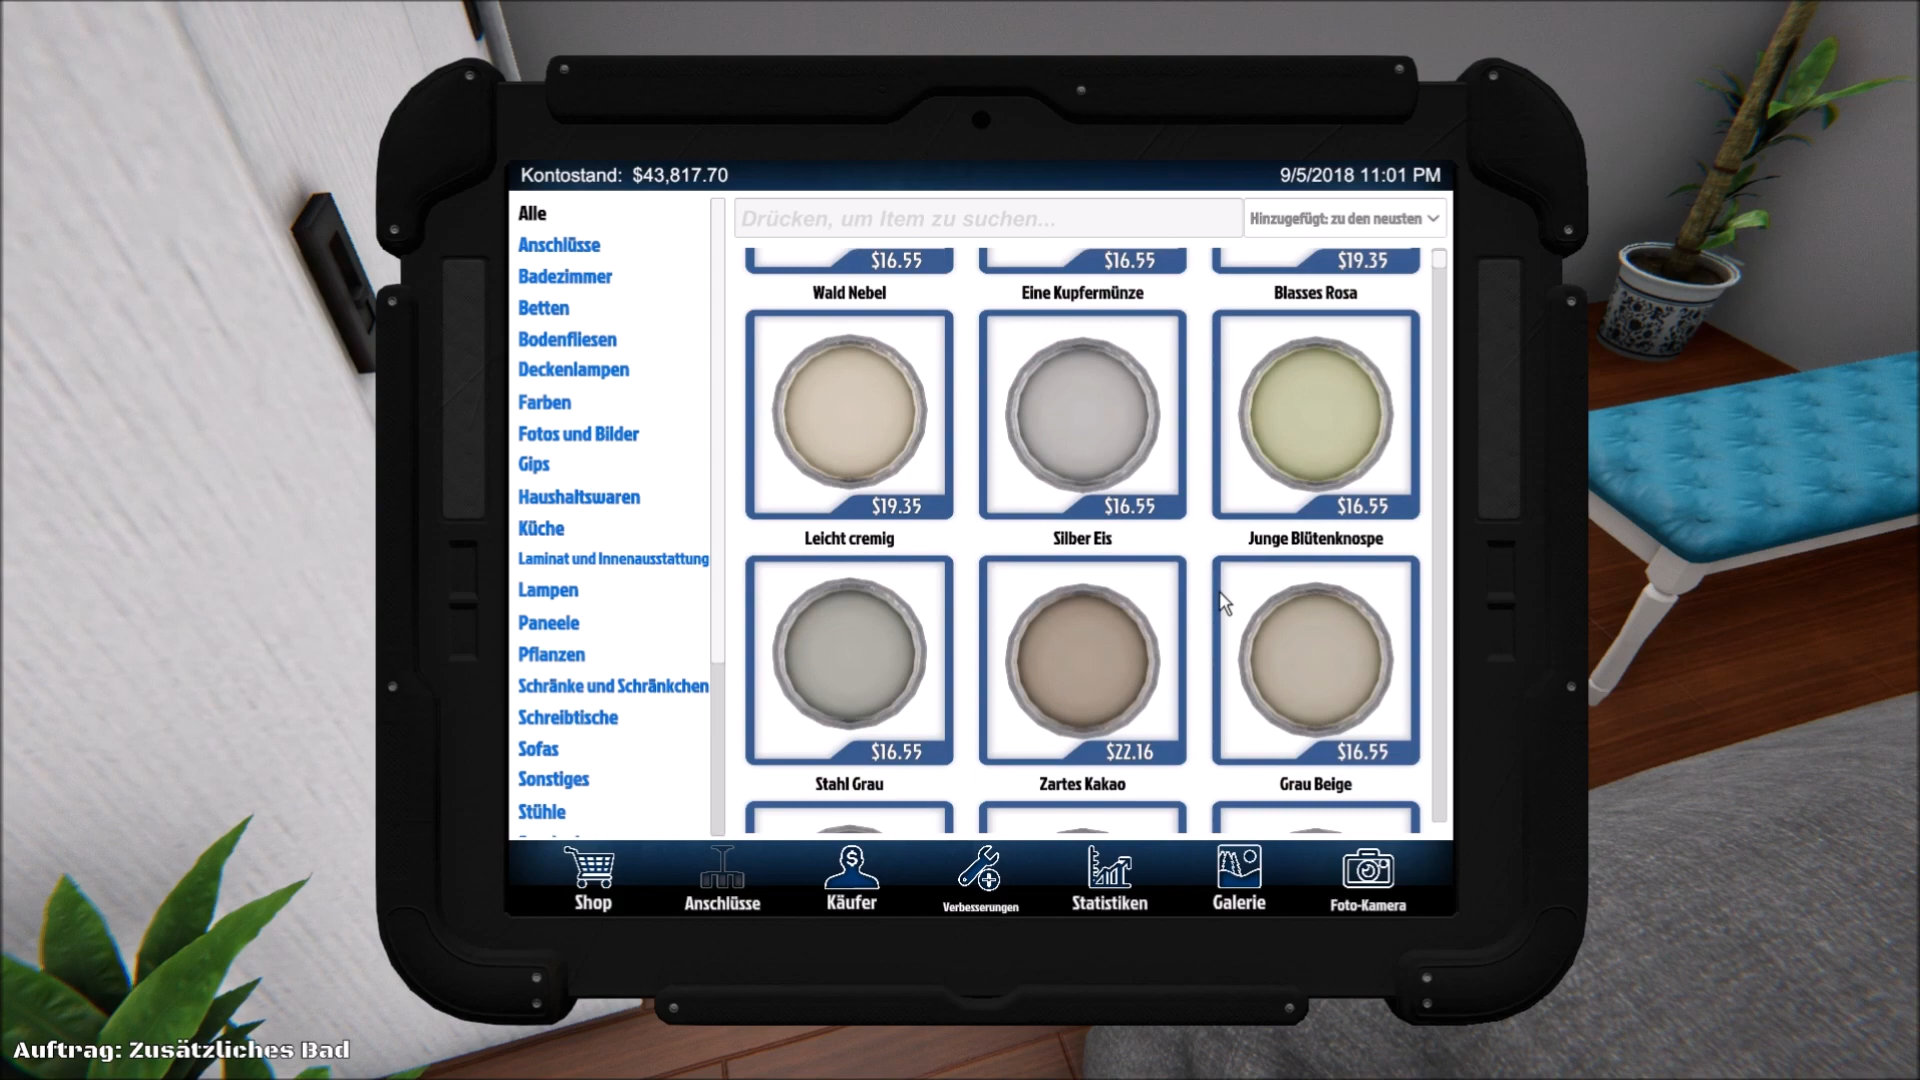 Kontostand: $43,817.70
9/5/2018 11:01 PM
Alle
Anschlüsse
Badezimmer
Betten
Bodenfliesen
Deckenlampen
Farben
Fotos und Bilder
Gips
Haushaltswaren
Küche
Laminat und Innenausstattung
Lampen
Paneele
Pflanzen
Schränke und Schränkchen
Schreibtische
Sofas
Sonstiges
Stühle
Drücken, um Item zu suchen...
Hinzugefügt: zu den neusten
$16.55
$16.55
$19.35
Wald Nebel
Eine Kupfermünze
Blasses Rosa
$19.35
$16.55
$16.55
Leicht cremig
Silber Eis
Junge Blütenknospe
$16.55
$22.16
$16.55
Stahl Grau
Zartes Kakao
Grau Beige
Shop
Anschlüsse
Käufer
Verbesserungen
Statistiken
Galerie
Foto-Kamera
Auftrag: Zusätzliches Bad